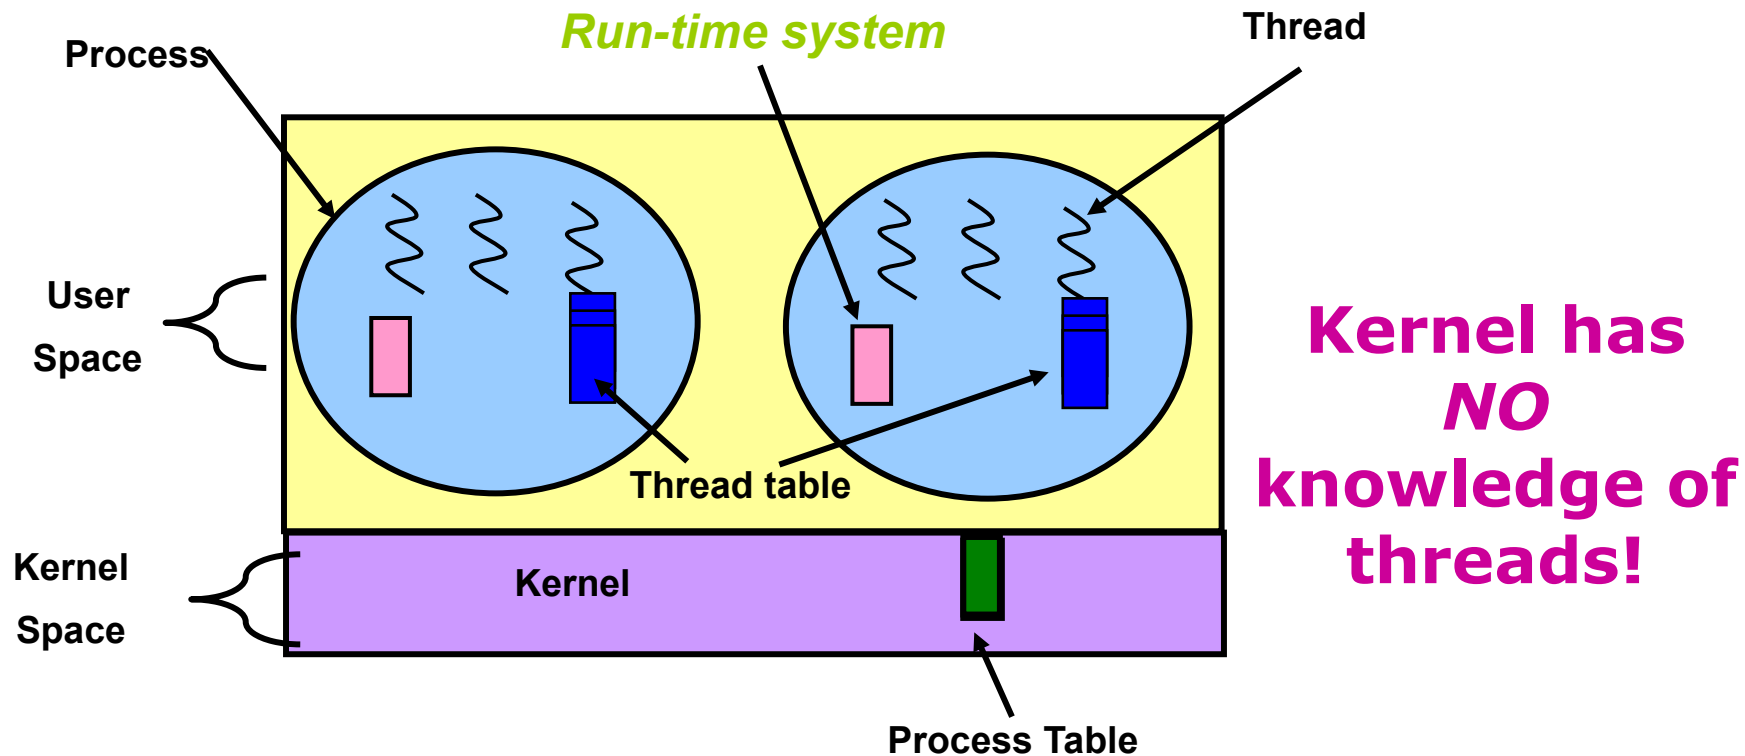 Process
Run-time system
Thread
User
Space
Thread table
Kernel has
NO
knowledge of
threads!
Kernel
Space
Kernel
Process Table